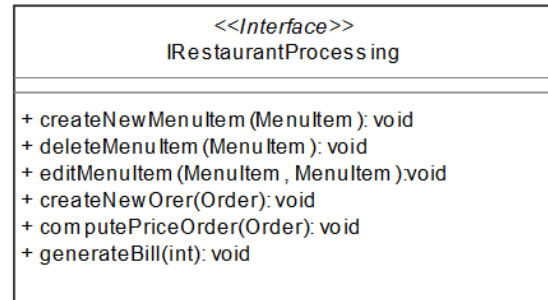 <<Interface>>
IRestaurantProcessing
+ createNewMenuItem(MenuItem): void
+ deleteMenuItem(MenuItem): void
+ editMenuItem(MenuItem, MenuItem):void
+ createNewOrer(Order): void
+ computePriceOrder(Order): void
+ generateBill(int): void